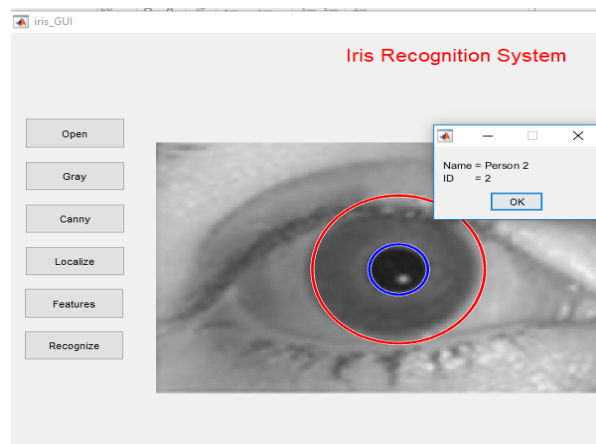 iris_GUI
Iris Recognition System
Open
Gray
Canny
Localize
Features
Recognize
Name = Person 2
ID = 2
OK